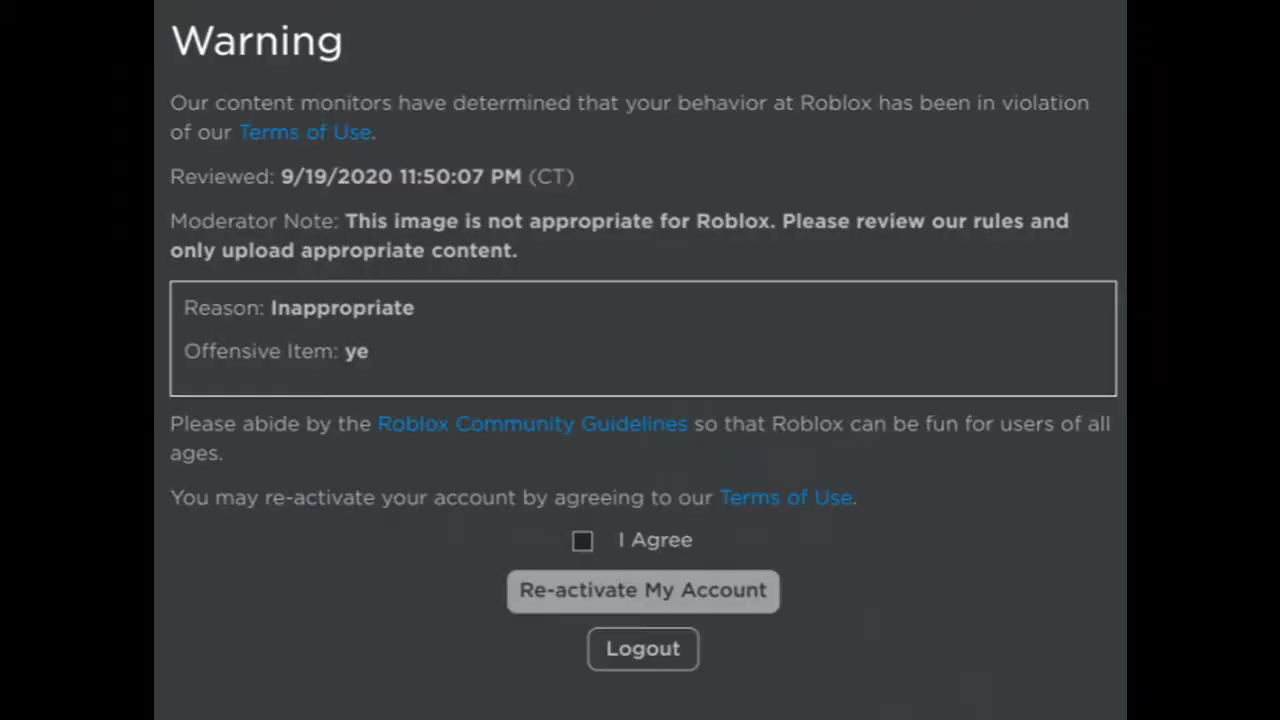 Warning
Our content monitors have determined that your behavior at Roblox has been in violation
of our Terms of Use.
Reviewed: 9/19/2020 11:50:07 PM (CT)
Moderator Note: This image is not appropriate for Roblox. Please review our rules and
only upload appropriate content.
Reason: Inappropriate
Offensive Item: ye
Please abide by the Roblox Community Guidelines so that Roblox can be fun for users of all
ages.
You may re-activate your account by agreeing to our Terms of Use.
I Agree
Re-activate My Account
Logout